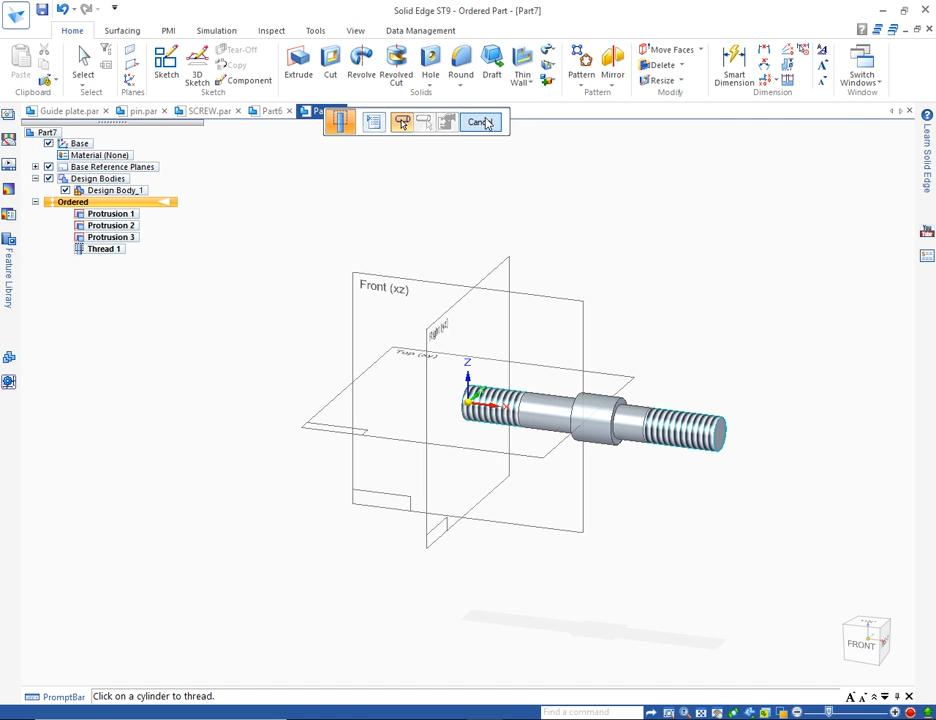 Solid Edge ST9 - Ordered Part - [Part7]
Home
Surfacing
PMI
Simulation
Inspect
Tools
View
Data Management
Paste
Clipboard
Select
Select
Planes
Sketch
3D Sketch
Tear-Off
Copy
Component
Sketch
Extrude
Cut
Revolve
Revolved Cut
Hole
Round
Draft
Thin Wall
Solids
Pattern
Mirror
Pattern
Move Faces
Delete
Resize
Modify
Smart Dimension
Dimension
Switch Windows
Window
Guide plate.par
pin.par
SCREW.par
Part6
Pa
Cancel
Part7
Base
Material (None)
Base Reference Planes
Design Bodies
Design Body_1
Ordered
Protrusion 1
Protrusion 2
Protrusion 3
Thread 1
Feature Library
Learn Solid Edge
You Tube
Front (xz)
Right (yz)
Top (xy)
Z
X
FRONT
PromptBar
Click on a cylinder to thread.
Find a command